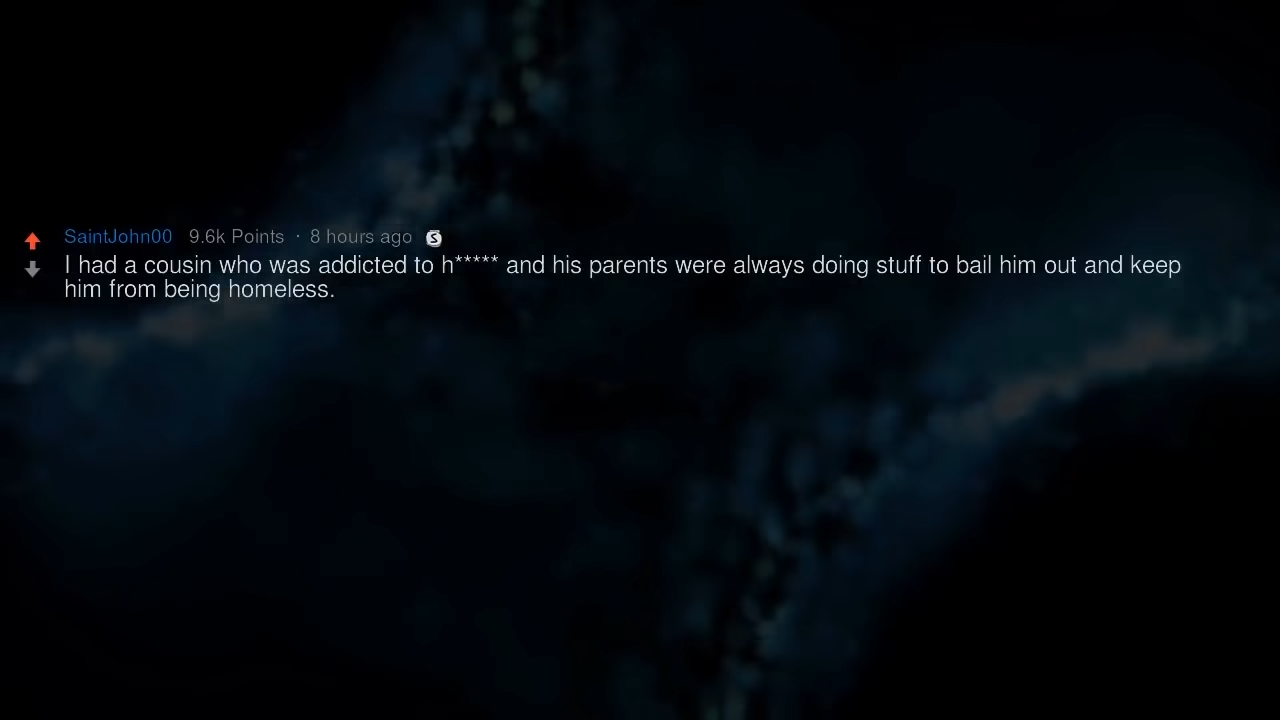 SaintJohn00 9.6k Points · 8 hours ago S
I had a cousin who was addicted to h***** and his parents were always doing stuff to bail him out and keep
him from being homeless.